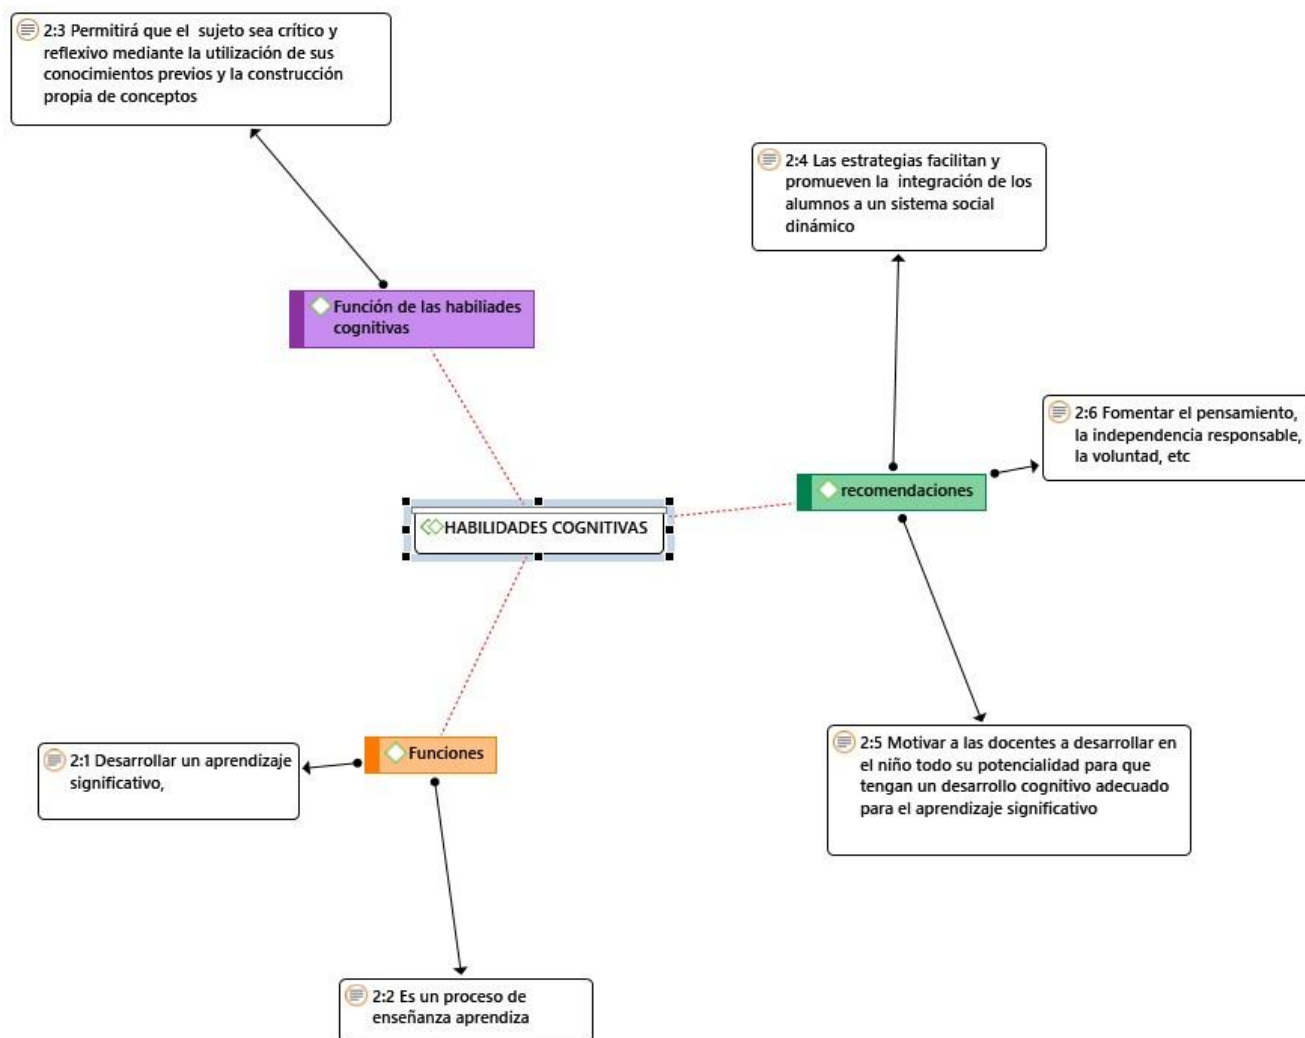 2:3 Permitirá que el sujeto sea crítico y
reflexivo mediante la utilización de sus
conocimientos previos y la construcción
propia de conceptos
2:4 Las estrategias facilitan y
promueven la integración de los
alumnos a un sistema social
dinámico
Función de las habiliades
cognitivas
2:6 Fomentar el pensamiento,
la independencia responsable,
la voluntad, etc
recomendaciones
HABILIDADES COGNITIVAS
2:1 Desarrollar un aprendizaje
significativo,
Funciones
2:5 Motivar a las docentes a desarrollar en
el niño todo su potencialidad para que
tengan un desarrollo cognitivo adecuado
para el aprendizaje significativo
2:2 Es un proceso de
enseñanza aprendiza